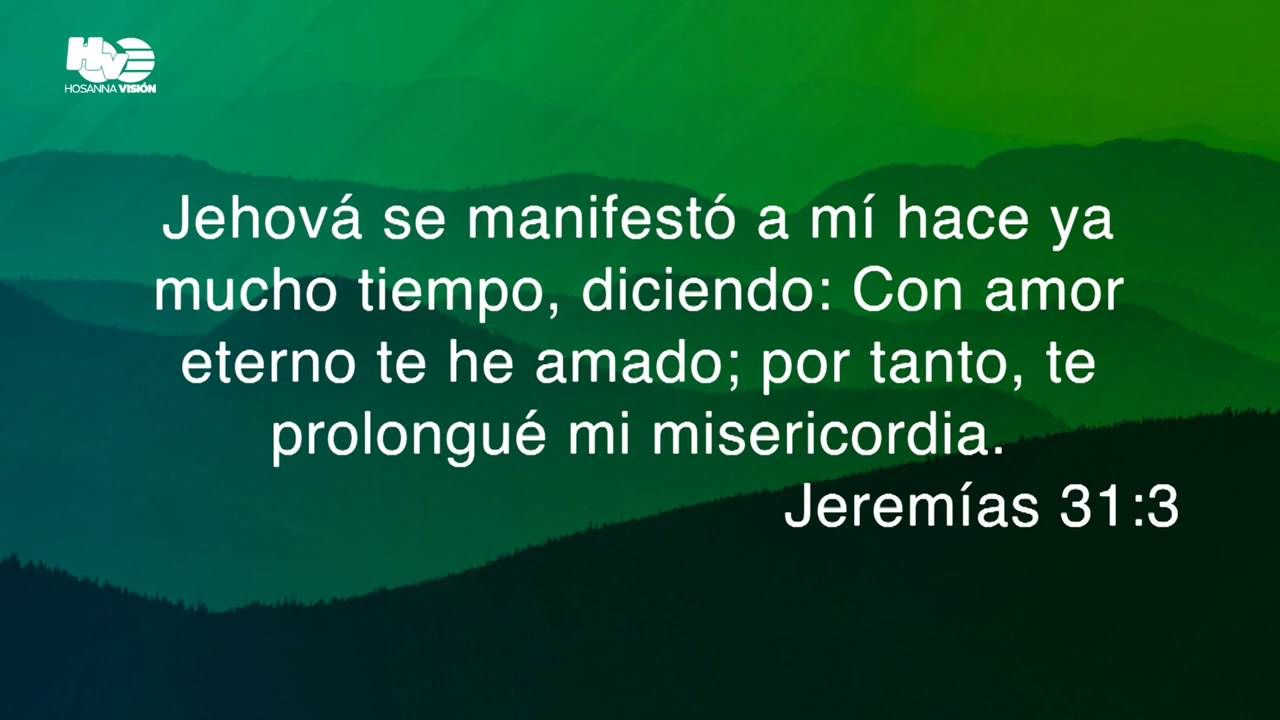 HVE
HOSANNA VISIÓN
Jehová se manifestó a mí hace ya
mucho tiempo, diciendo: Con amor
eterno te he amado; por tanto, te
prolongué mi misericordia.
Jeremías 31:3